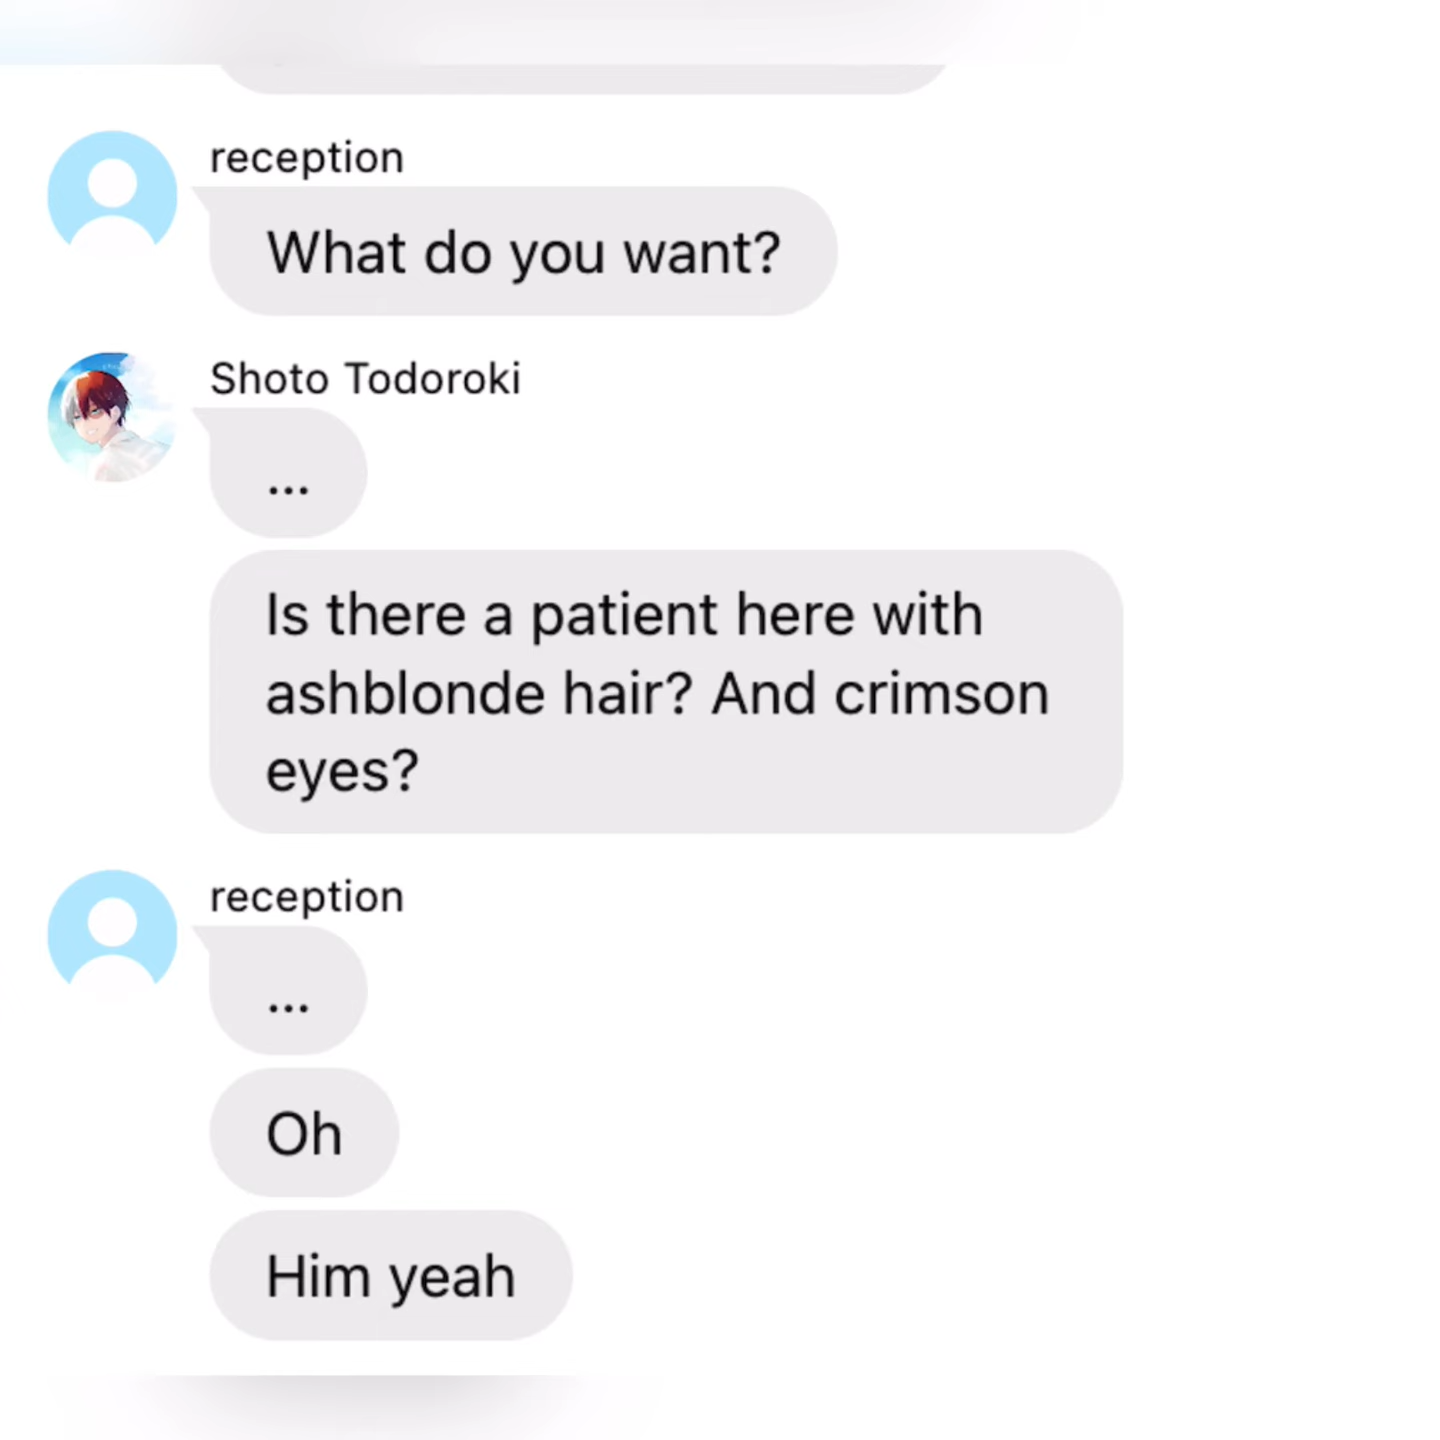 reception
What do you want?
Shoto Todoroki
...
Is there a patient here with
ashblonde hair? And crimson
eyes?
reception
...
Oh
Him yeah